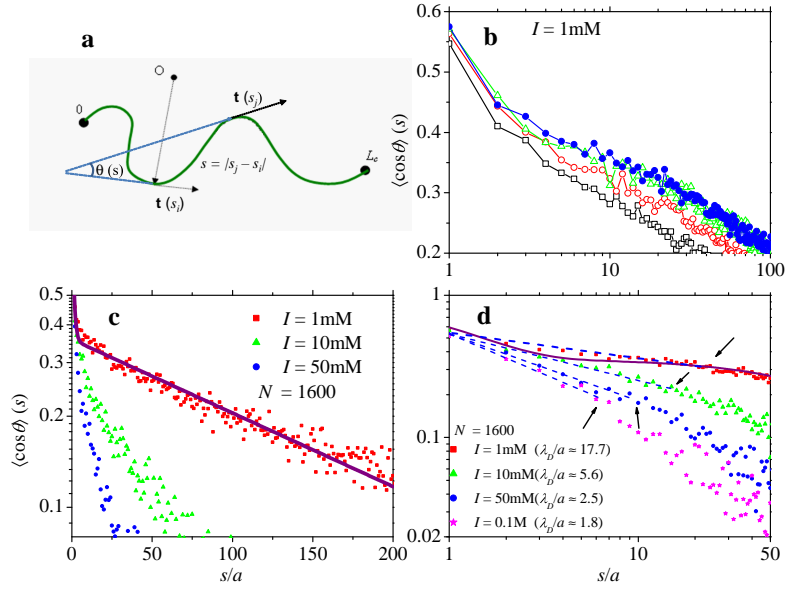 a
0
O
t (s_j)
θ (s)
s = |s_j - s_i|
L_c
t (s_i)
b
I = 1mM
0.6
0.5
0.4
0.3
0.2
⟨cosθ⟩ (s)
1
10
100
c
I = 1mM
I = 10mM
I = 50mM
N = 1600
0.5
0.4
0.3
0.2
0.1
⟨cosθ⟩ (s)
0
50
100
150
200
s/a
d
1
0.1
0.02
N = 1600
I = 1mM (λ_D/a ≈ 17.7)
I = 10mM(λ_D/a ≈ 5.6)
I = 50mM(λ_D/a ≈ 2.5)
I = 0.1M (λ_D/a ≈ 1.8)
1
10
50
s/a